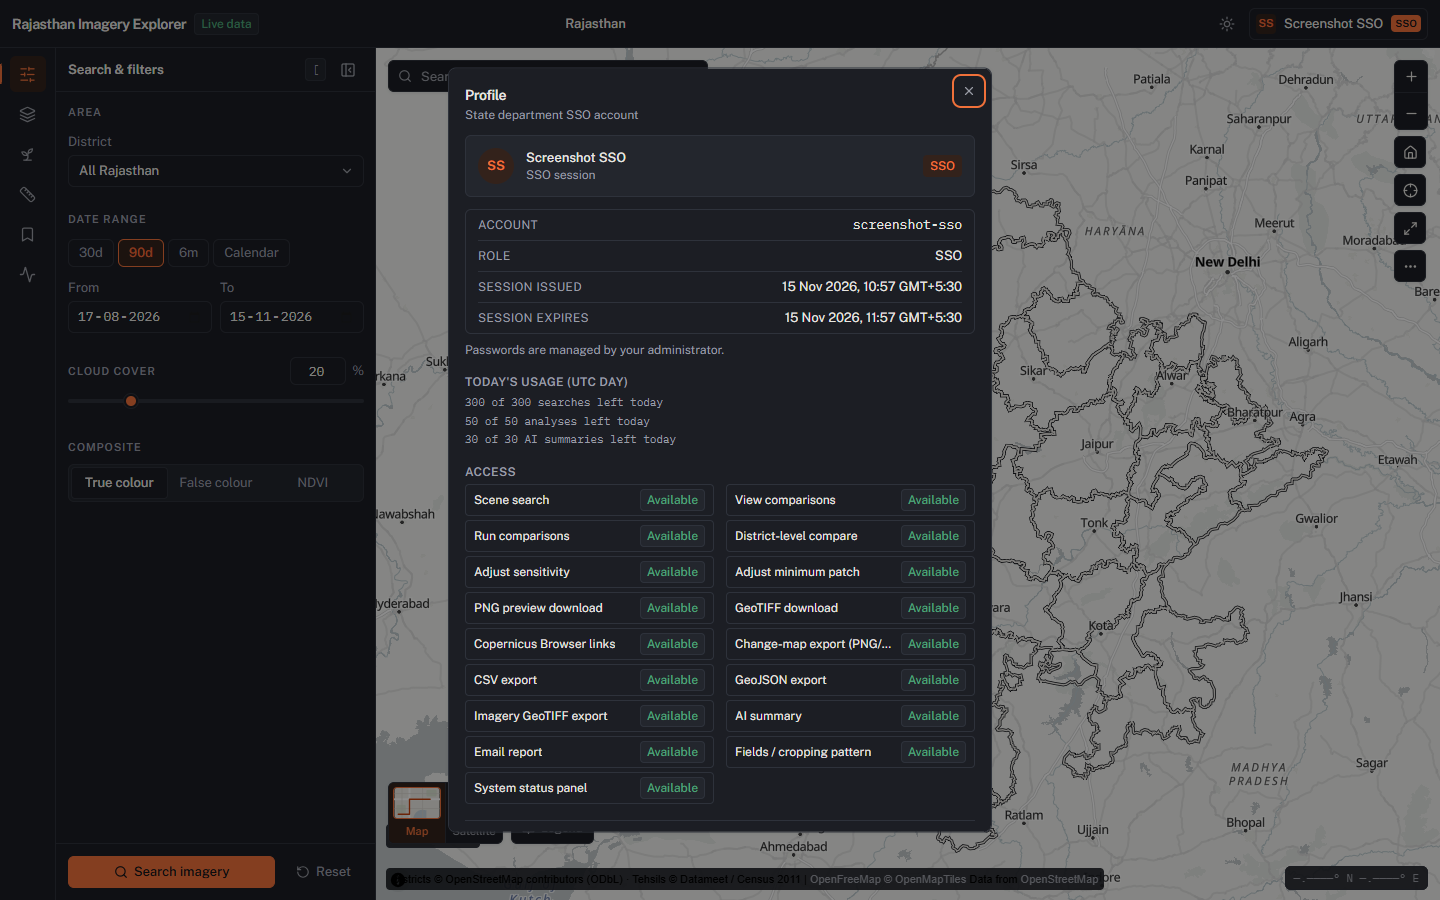 Rajasthan Imagery Explorer
Live data
Rajasthan
SS
Screenshot SSO
SSO
Search & filters
[
AREA
District
All Rajasthan
DATE RANGE
30d
90d
6m
Calendar
From
To
17-08-2026
15-11-2026
CLOUD COVER
20
%
COMPOSITE
True colour
False colour
NDVI
Search imagery
Reset
Profile
State department SSO account
SS
Screenshot SSO
SSO session
SSO
ACCOUNT
screenshot-sso
ROLE
SSO
SESSION ISSUED
15 Nov 2026, 10:57 GMT+5:30
SESSION EXPIRES
15 Nov 2026, 11:57 GMT+5:30
Passwords are managed by your administrator.
TODAY'S USAGE (UTC DAY)
300 of 300 searches left today
50 of 50 analyses left today
30 of 30 AI summaries left today
ACCESS
Scene search Available
View comparisons Available
Run comparisons Available
District-level compare Available
Adjust sensitivity Available
Adjust minimum patch Available
PNG preview download Available
GeoTIFF download Available
Copernicus Browser links Available
Change-map export (PNG/... Available
CSV export Available
GeoJSON export Available
Imagery GeoTIFF export Available
AI summary Available
Email report Available
Fields / cropping pattern Available
System status panel Available
Patiala
Dehradun
Saharanpur
Karnal
Sirsa
Panipat
HARYĀNA
Meerut
New Delhi
Aligarh
Sikar
Alwar
Bharatpur
Agra
Jaipur
Etawah
Tonk
Gwalior
Jhansi
Kota
MADHYA
PRADESH
Sagar
Ratlam
Ujjain
Bhopal
Ahmedabad
Map
Satellite
© OpenStreetMap contributors (ODbL) · Tehsils © Datameet / Census 2011 | OpenFreeMap © OpenMapTiles Data from OpenStreetMap
° N
° E